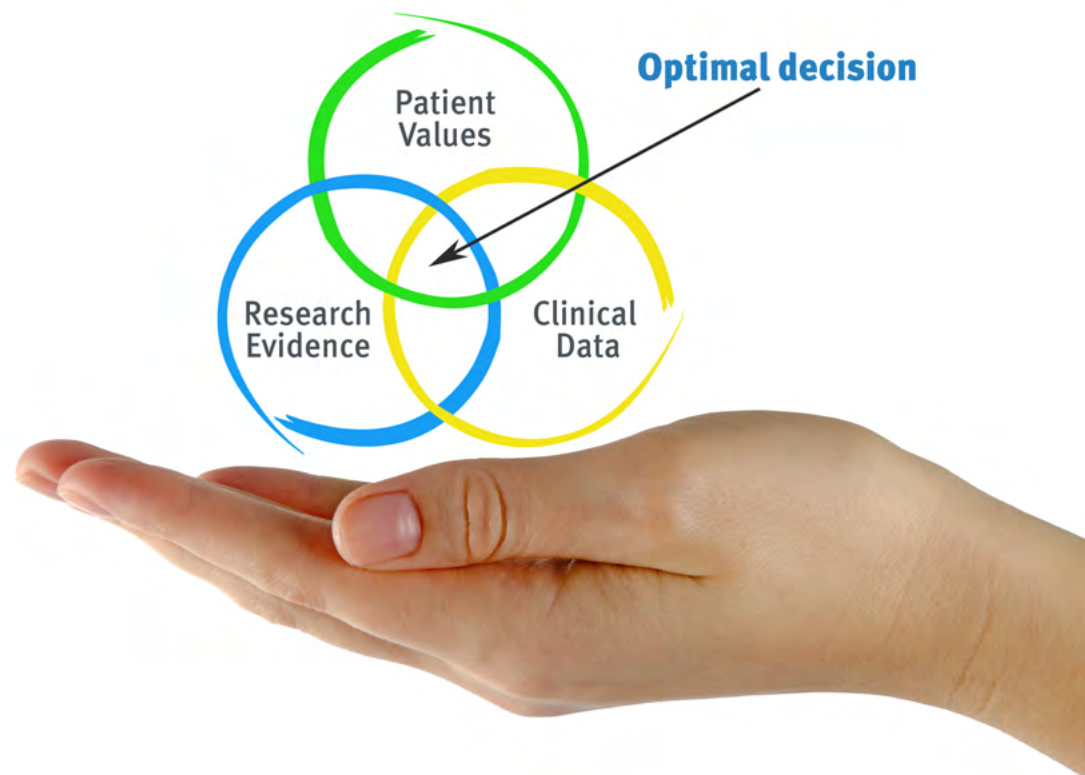 Optimal decision
Patient
Values
Research
Evidence
Clinical
Data